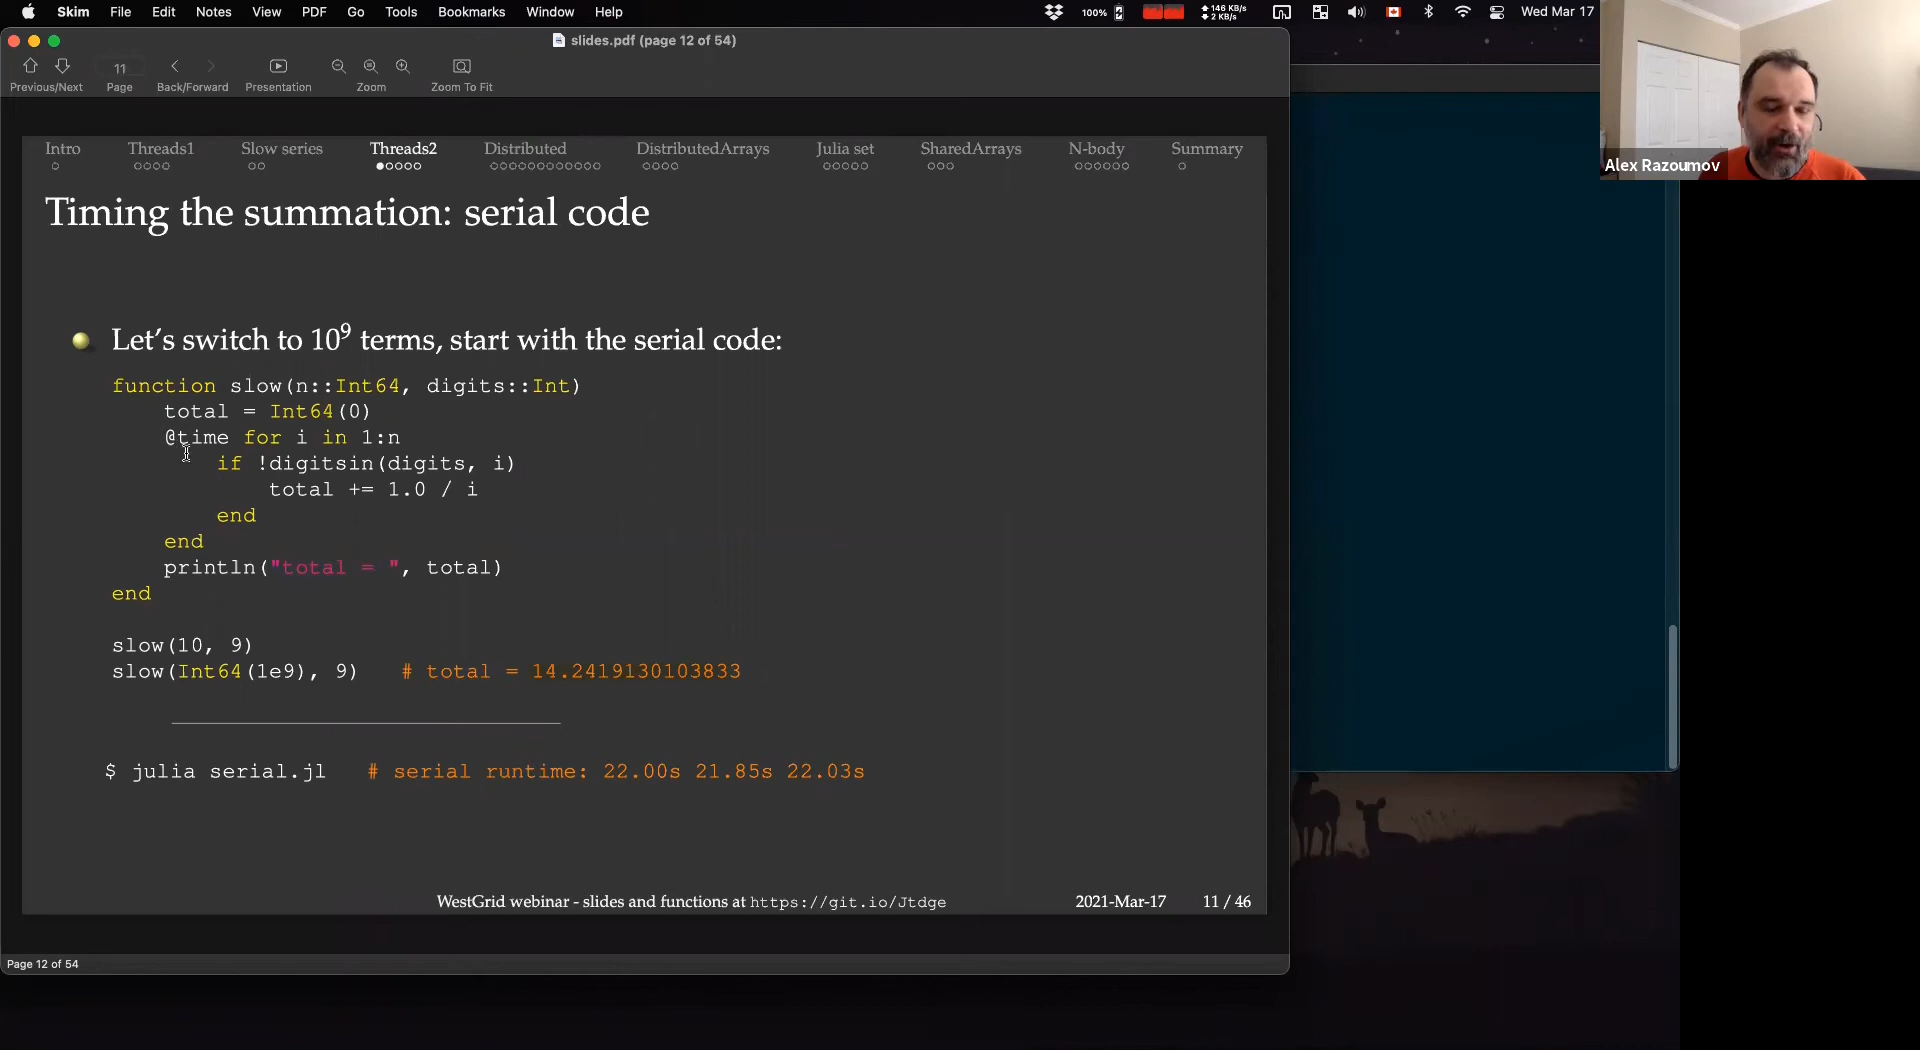 Skim File Edit Notes View PDF Go Tools Bookmarks Window Help
100% 146 KB/s 2 KB/s Wed Mar 17
slides.pdf (page 12 of 54)
11
Previous/Next Page Back/Forward Presentation Zoom Zoom To Fit
Intro Threads1 Slow series Threads2 Distributed DistributedArrays Julia set SharedArrays N-body Summary
Alex Razoumov
Timing the summation: serial code
Let's switch to 10⁹ terms, start with the serial code:
function slow(n::Int64, digits::Int)
    total = Int64(0)
    @time for i in 1:n
        if !digitsin(digits, i)
            total += 1.0 / i
        end
    end
    println("total = ", total)
end
slow(10, 9)
slow(Int64(1e9), 9)   # total = 14.2419130103833
$ julia serial.jl   # serial runtime: 22.00s 21.85s 22.03s
WestGrid webinar - slides and functions at https://git.io/Jtdge 2021-Mar-17 11 / 46
Page 12 of 54